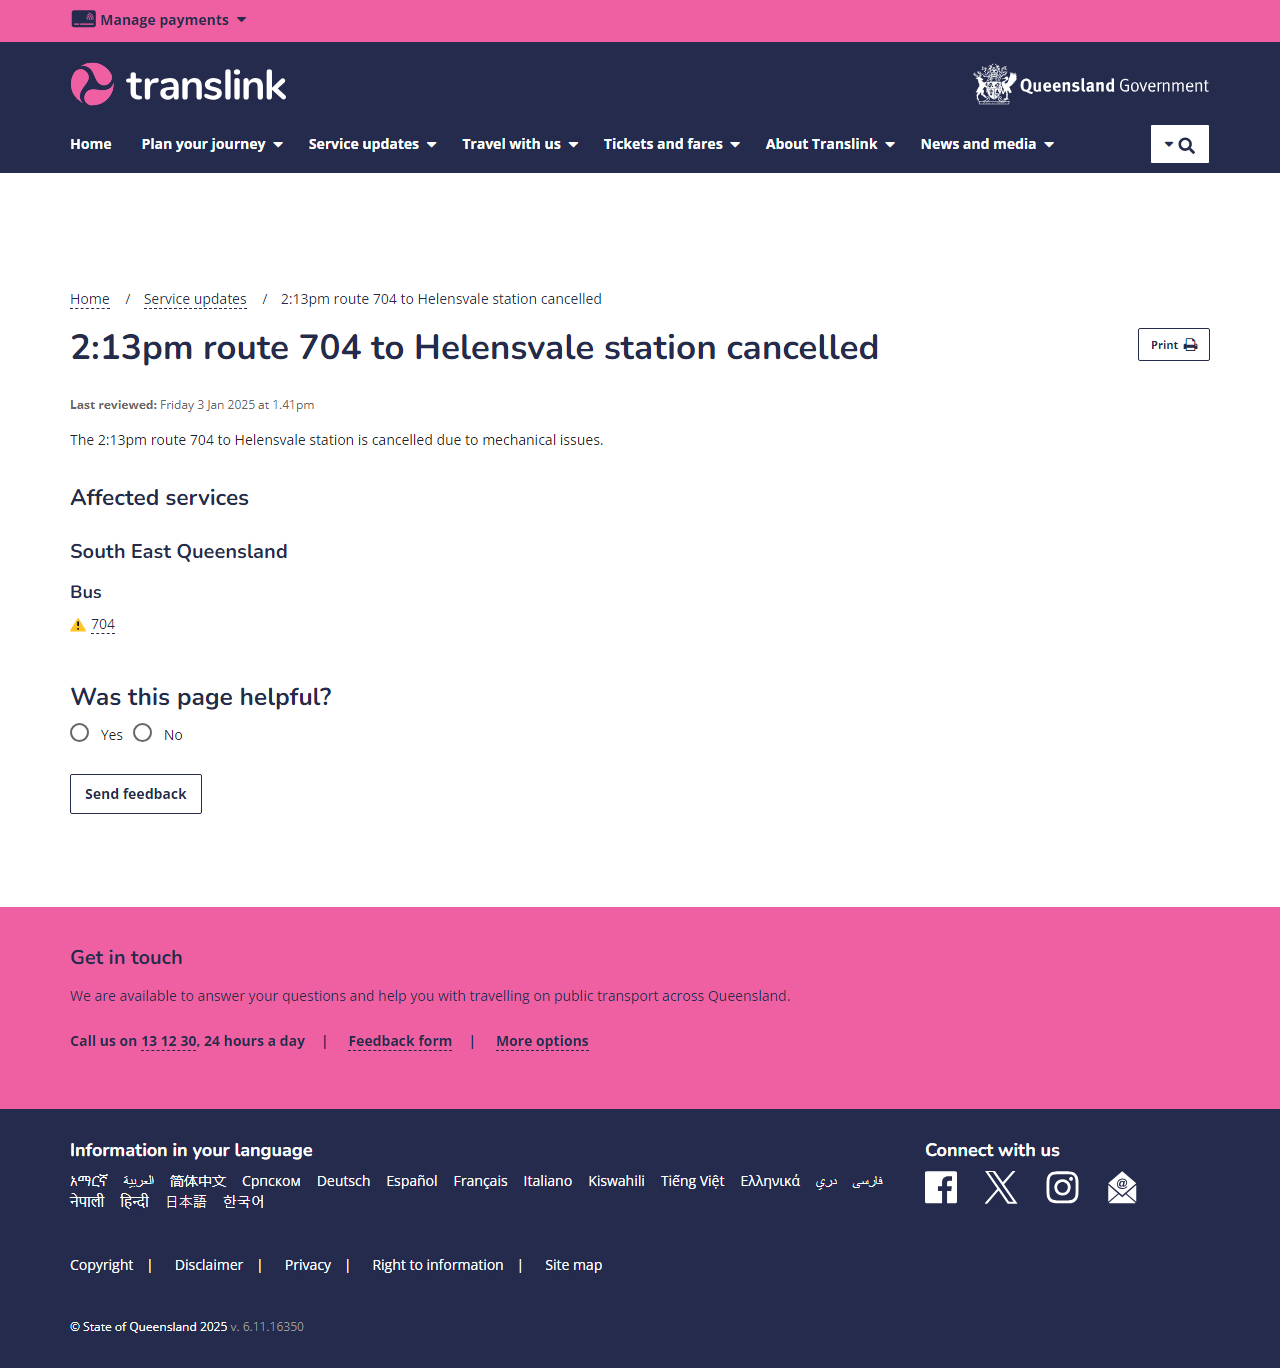 Manage payments
translink
Queensland Government
Home Plan your journey Service updates Travel with us Tickets and fares About Translink News and media
Home / Service updates / 2:13pm route 704 to Helensvale station cancelled
2:13pm route 704 to Helensvale station cancelled
Print
Last reviewed: Friday 3 Jan 2025 at 1.41pm
The 2:13pm route 704 to Helensvale station is cancelled due to mechanical issues.
Affected services
South East Queensland
Bus
704
Was this page helpful?
Yes No
Send feedback
Get in touch
We are available to answer your questions and help you with travelling on public transport across Queensland.
Call us on 13 12 30, 24 hours a day | Feedback form | More options
Information in your language
አማርኛ العربية 简体中文 Српском Deutsch Español Français Italiano Kiswahili Tiếng Việt Ελληνικά دري فارسی
नेपाली हिन्दी 日本語 한국어
Connect with us
Copyright | Disclaimer | Privacy | Right to information | Site map
© State of Queensland 2025 v. 6.11.16350